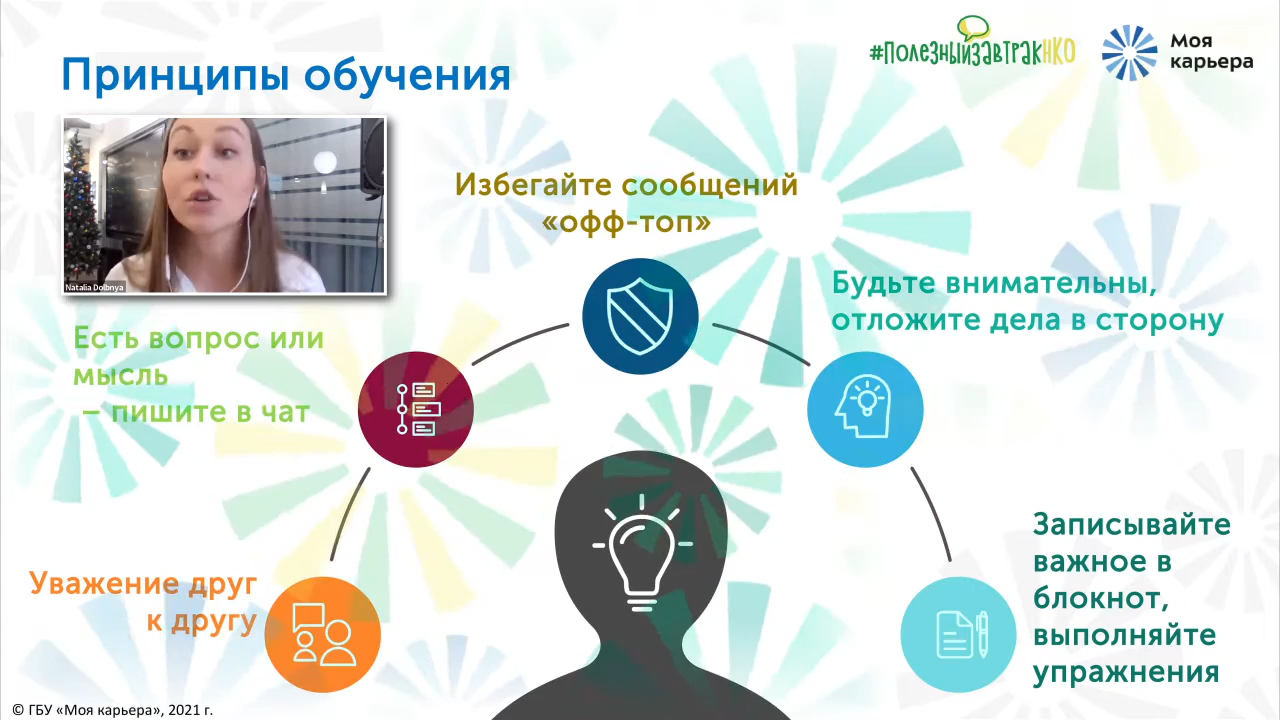 Принципы обучения
#ПОЛЕЗНЫЙЗАВТРАКНКО
Моя
карьера
Natalia Dolbnya
Избегайте сообщений
«офф-топ»
Будьте внимательны,
отложите дела в сторону
Есть вопрос или
мысль
– пишите в чат
Уважение друг
к другу
Записывайте
важное в
блокнот,
выполняйте
упражнения
© ГБУ «Моя карьера», 2021 г.